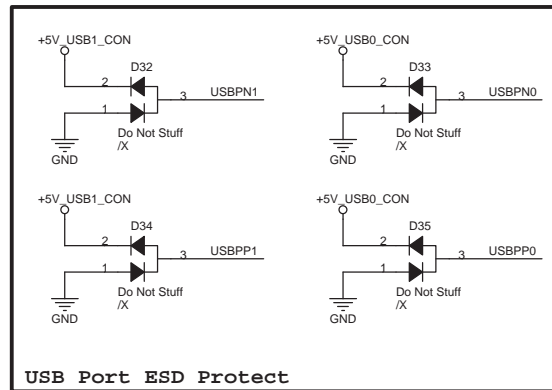 +5V_USB1_CON
D32
2
3
USBPN1
1
Do Not Stuff
/X
GND
+5V_USB0_CON
D33
2
3
USBPN0
1
Do Not Stuff
/X
GND
+5V_USB1_CON
D34
2
3
USBPP1
1
Do Not Stuff
/X
GND
+5V_USB0_CON
D35
2
3
USBPP0
1
Do Not Stuff
/X
GND
USB Port ESD Protect